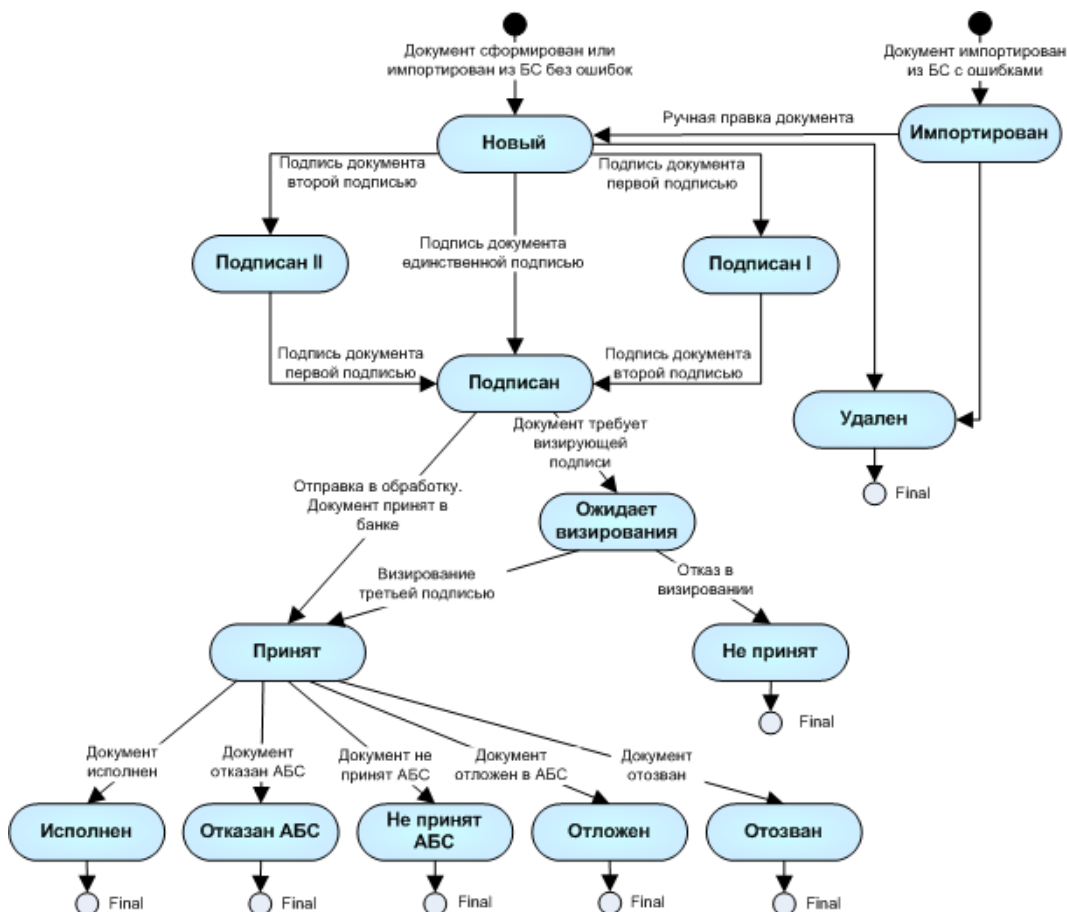 Документ сформирован или
импортирован из БС без ошибок
Документ импортирован
из БС с ошибками
Ручная правка документа
Новый
Импортирован
Подпись документа
второй подписью
Подпись документа
первой подписью
Подписан II
Подпись документа
единственной подписью
Подписан I
Подпись документа
первой подписью
Подпись документа
второй подписью
Подписан
Удален
Документ требует
визирующей
подписи
Final
Отправка в обработку.
Документ принят в
банке
Ожидает
визирования
Визирование
третьей подписью
Отказ в
визировании
Принят
Не принят
Final
Документ
исполнен
Документ
отказан АБС
Документ не
принят АБС
Документ
отложен в АБС
Документ
отозван
Исполнен
Отказан АБС
Не принят
АБС
Отложен
Отозван
Final
Final
Final
Final
Final